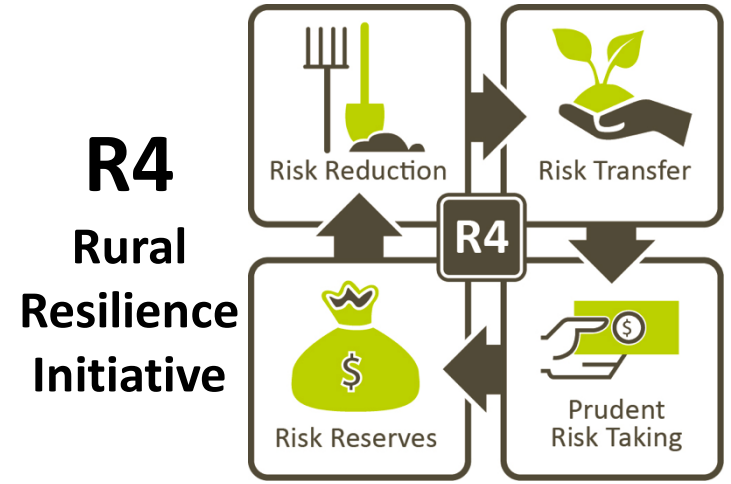 R4
Rural
Resilience
Initiative
Risk Reduction
Risk Transfer
R4
$
Risk Reserves
$
Prudent
Risk Taking